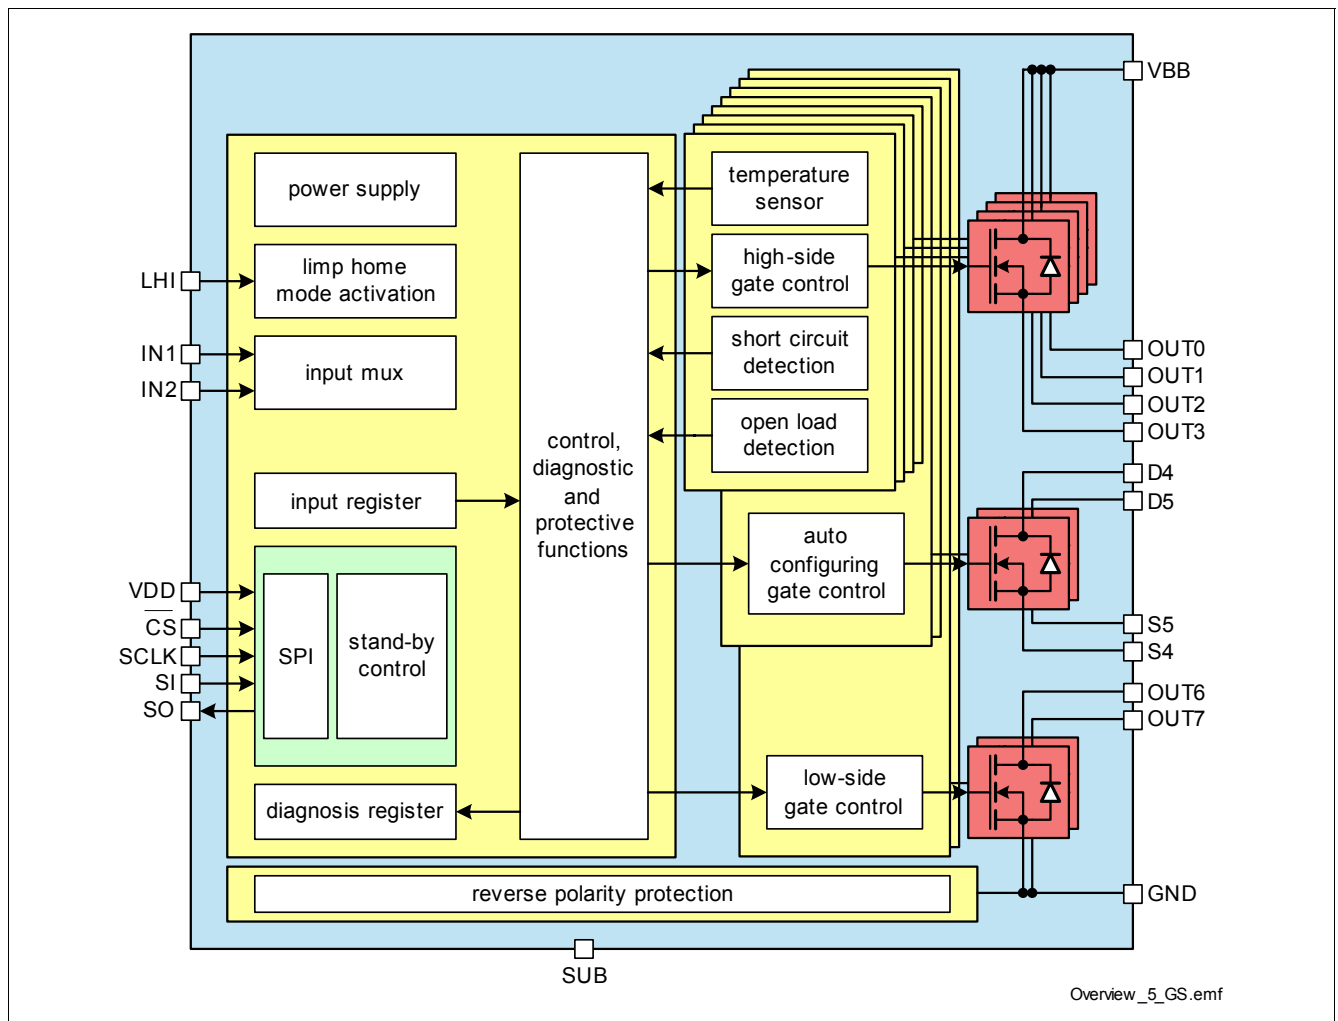 VBB
power supply
temperature
sensor
LHI
limp home
mode activation
high-side
gate control
IN1
IN2
input mux
short circuit
detection
OUT0
OUT1
OUT2
OUT3
open load
detection
control,
diagnostic
and
protective
functions
input register
D4
D5
auto
configuring
gate control
VDD
CS
SCLK
SI
SO
SPI
stand-by
control
S5
S4
OUT6
OUT7
low-side
gate control
diagnosis register
reverse polarity protection
GND
SUB
Overview_5_GS.emf